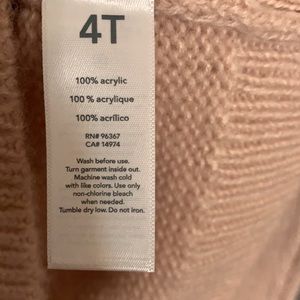 4T
100% acrylic
100 % acrylique
100% acrílico
RN# 96367
CA# 14974
Wash before use.
Turn garment inside out.
Machine wash cold
with like colors. Use only
non-chlorine bleach
when needed.
Tumble dry low. Do not iron.